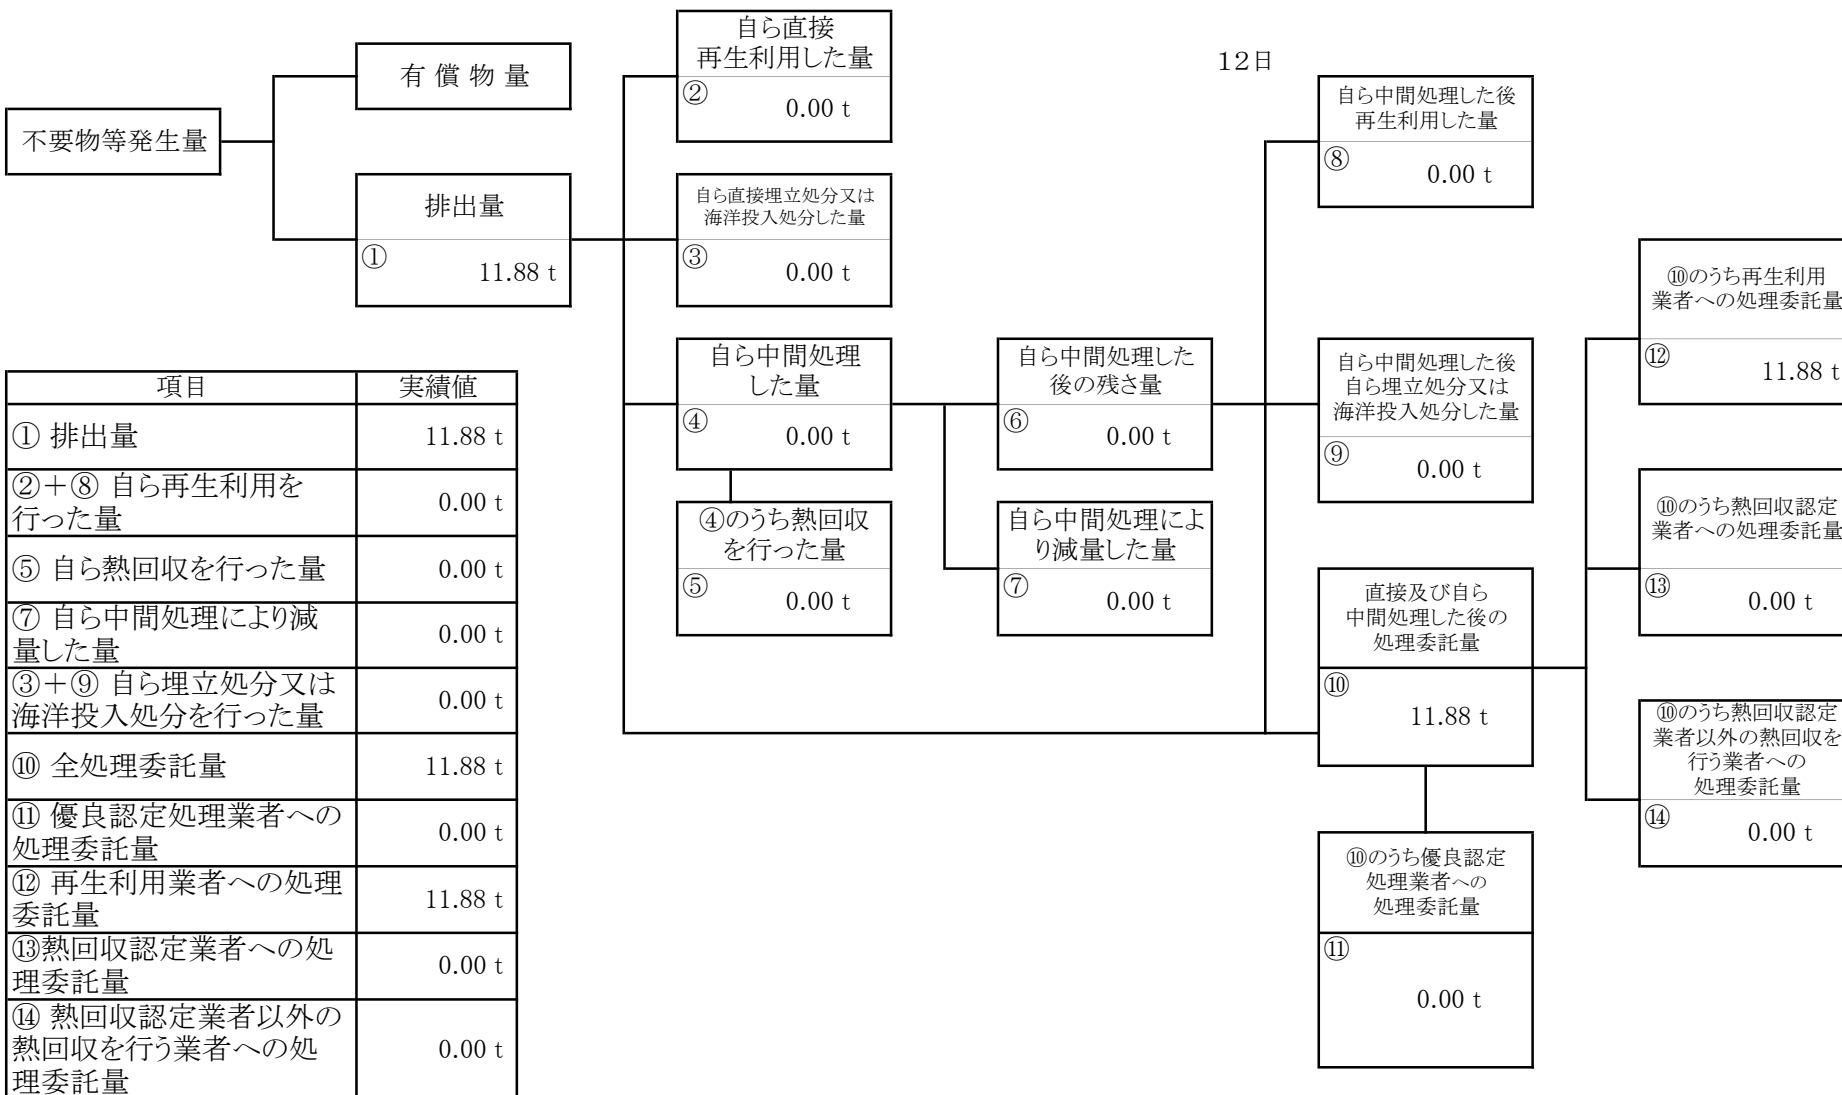 自ら直接
再生利用した量
②
0.00 t
12日
有 償 物 量
不要物等発生量
自ら中間処理した後
再生利用した量
⑧
0.00 t
排出量
①
11.88 t
自ら直接埋立処分又は
海洋投入処分した量
③
0.00 t
⑩のうち再生利用
業者への処理委託量
⑫
11.88 t
自ら中間処理
した量
④
0.00 t
自ら中間処理した
後の残さ量
⑥
0.00 t
自ら中間処理した後
自ら埋立処分又は
海洋投入処分した量
⑨
0.00 t
④のうち熱回収
を行った量
⑤
0.00 t
自ら中間処理によ
り減量した量
⑦
0.00 t
⑩のうち熱回収認定
業者への処理委託量
⑬
0.00 t
直接及び自ら
中間処理した後の
処理委託量
⑩
11.88 t
⑩のうち熱回収認定
業者以外の熱回収を
行う業者への
処理委託量
⑭
0.00 t
⑩のうち優良認定
処理業者への
処理委託量
⑪
0.00 t
項目 実績値
① 排出量 11.88 t
②+⑧ 自ら再生利用を
行った量 0.00 t
⑤ 自ら熱回収を行った量 0.00 t
⑦ 自ら中間処理により減
量した量 0.00 t
③+⑨ 自ら埋立処分又は
海洋投入処分を行った量 0.00 t
⑩ 全処理委託量 11.88 t
⑪ 優良認定処理業者への
処理委託量 0.00 t
⑫ 再生利用業者への処理
委託量 11.88 t
⑬熱回収認定業者への処
理委託量 0.00 t
⑭ 熱回収認定業者以外の
熱回収を行う業者への処
理委託量 0.00 t